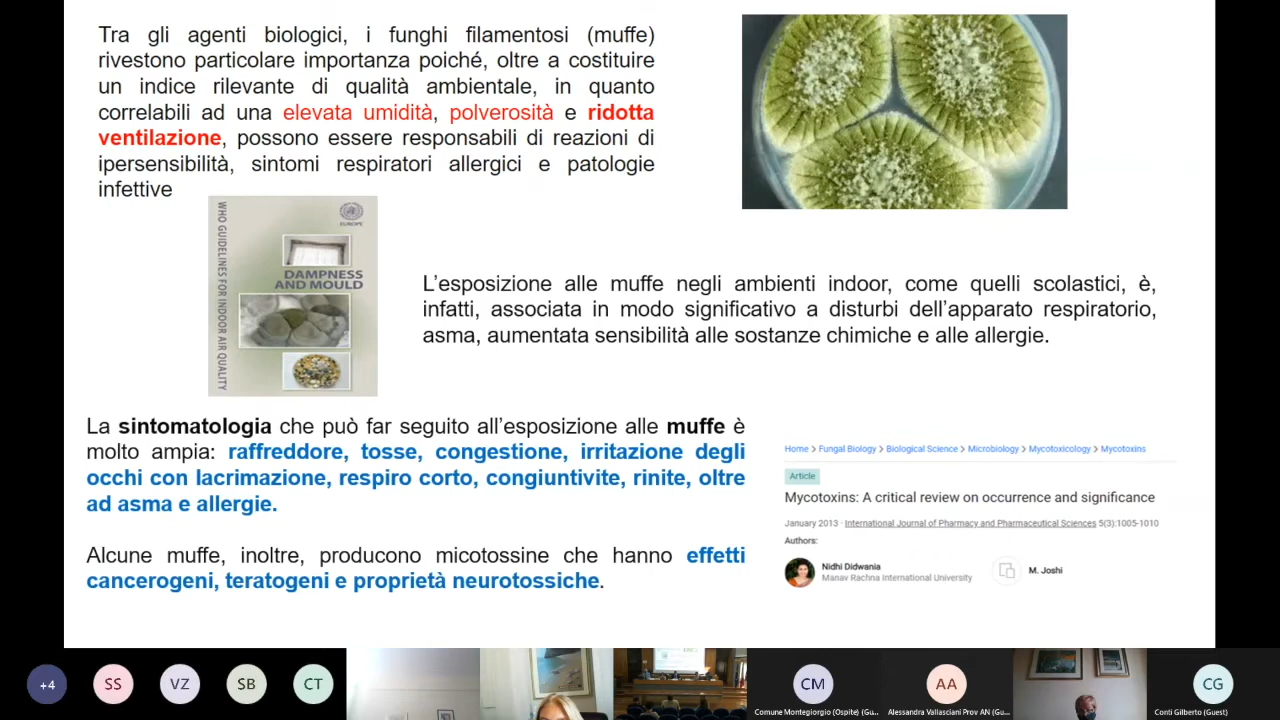 Tra gli agenti biologici, i funghi filamentosi (muffe)
rivestono particolare importanza poiché, oltre a costituire
un indice rilevante di qualità ambientale, in quanto
correlabili ad una elevata umidità, polverosità e ridotta
ventilazione, possono essere responsabili di reazioni di
ipersensibilità, sintomi respiratori allergici e patologie
infettive
WHO GUIDELINES FOR INDOOR AIR QUALITY
EUROPE
DAMPNESS
AND MOULD
L'esposizione alle muffe negli ambienti indoor, come quelli scolastici, è,
infatti, associata in modo significativo a disturbi dell'apparato respiratorio,
asma, aumentata sensibilità alle sostanze chimiche e alle allergie.
La sintomatologia che può far seguito all'esposizione alle muffe è
molto ampia: raffreddore, tosse, congestione, irritazione degli
occhi con lacrimazione, respiro corto, congiuntivite, rinite, oltre
ad asma e allergie.
Alcune muffe, inoltre, producono micotossine che hanno effetti
cancerogeni, teratogeni e proprietà neurotossiche.
Home > Fungal Biology > Biological Science > Microbiology > Mycotoxicology > Mycotoxins
Article
Mycotoxins: A critical review on occurrence and significance
January 2013 · International Journal of Pharmacy and Pharmaceutical Sciences 5(3):1005-1010
Authors:
Nidhi Didwania
Manav Rachna International University
M. Joshi
+4
SS
VZ
SB
CT
CM
Comune Montegiorgio (Ospite) (Gu...
AA
Alessandra Vallasciani Prov AN (Gu...
CG
Conti Gilberto (Guest)